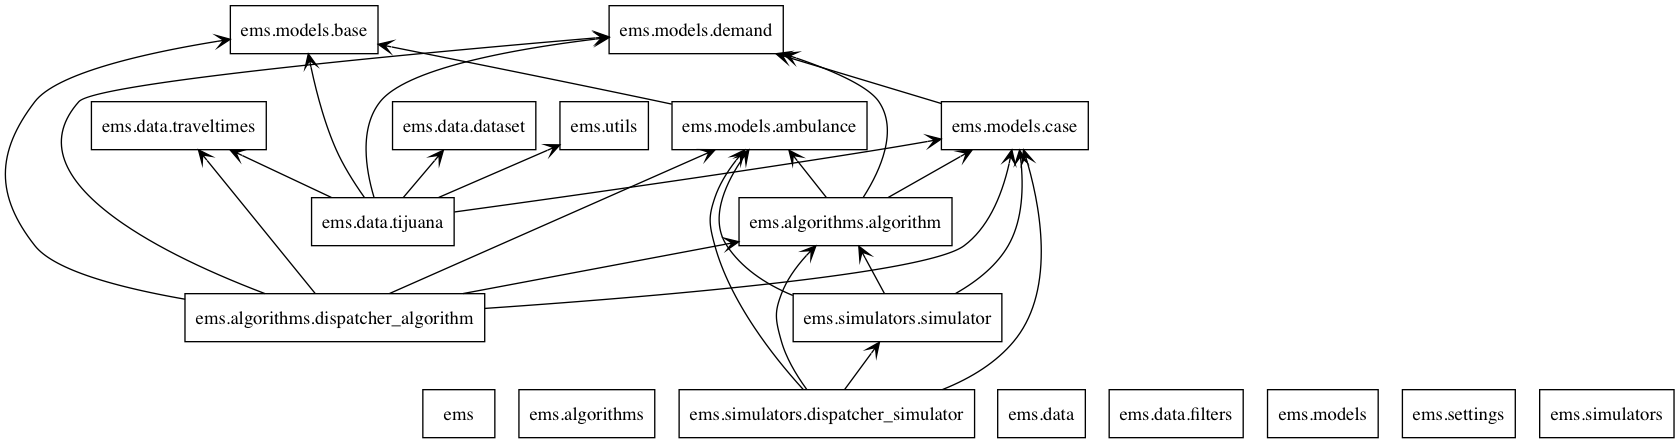 ems.models.base
ems.models.demand
ems.data.traveltimes
ems.data.dataset
ems.utils
ems.models.ambulance
ems.models.case
ems.data.tijuana
ems.algorithms.algorithm
ems.algorithms.dispatcher_algorithm
ems.simulators.simulator
ems
ems.algorithms
ems.simulators.dispatcher_simulator
ems.data
ems.data.filters
ems.models
ems.settings
ems.simulators